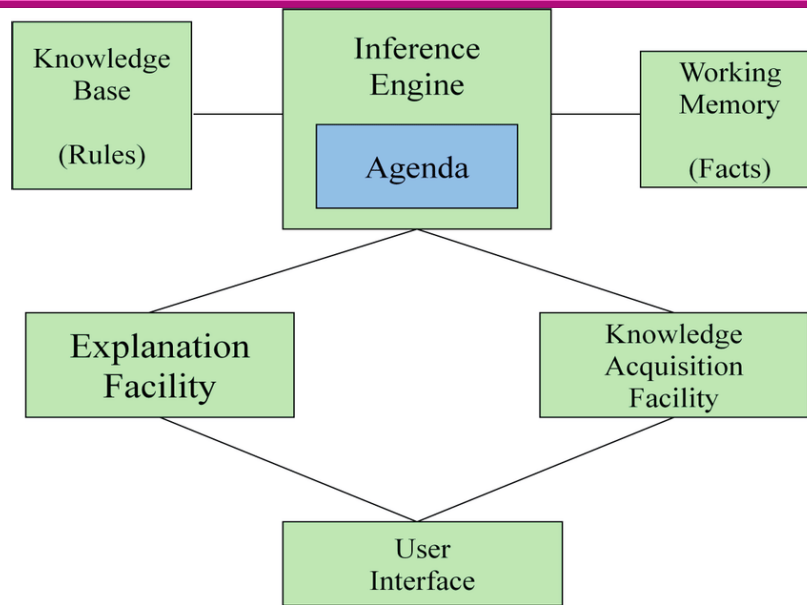 Knowledge
Base
(Rules)
Inference
Engine
Agenda
Working
Memory
(Facts)
Explanation
Facility
Knowledge
Acquisition
Facility
User
Interface